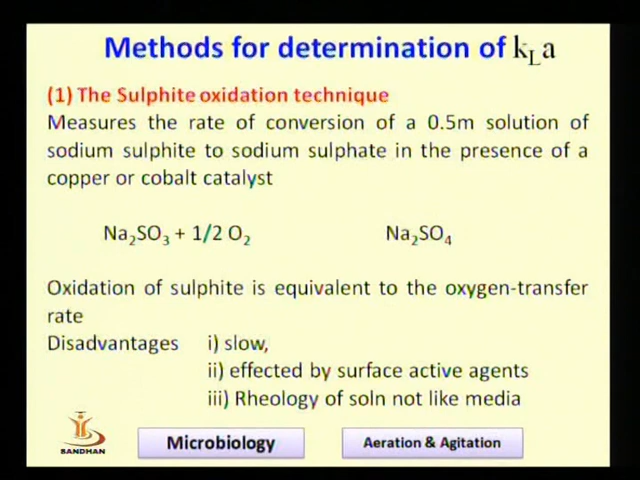 Methods for determination of kLa
(1) The Sulphite oxidation technique
Measures the rate of conversion of a 0.5m solution of
sodium sulphite to sodium sulphate in the presence of a
copper or cobalt catalyst
Na2SO3 + 1/2 O2 Na2SO4
Oxidation of sulphite is equivalent to the oxygen-transfer
rate
Disadvantages i) slow,
ii) effected by surface active agents
iii) Rheology of soln not like media
BANDHAN
Microbiology
Aeration & Agitation